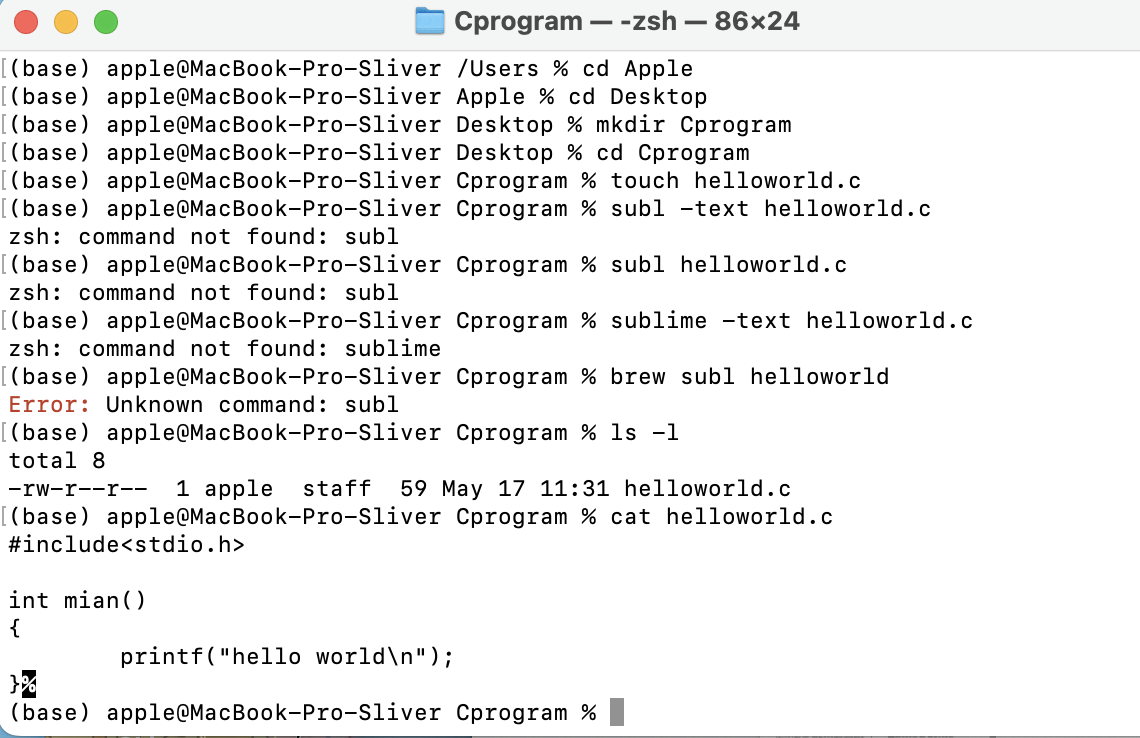 Cprogram — -zsh — 86×24
[(base) apple@MacBook-Pro-Sliver /Users % cd Apple
[(base) apple@MacBook-Pro-Sliver Apple % cd Desktop
[(base) apple@MacBook-Pro-Sliver Desktop % mkdir Cprogram
[(base) apple@MacBook-Pro-Sliver Desktop % cd Cprogram
[(base) apple@MacBook-Pro-Sliver Cprogram % touch helloworld.c
[(base) apple@MacBook-Pro-Sliver Cprogram % subl -text helloworld.c
zsh: command not found: subl
[(base) apple@MacBook-Pro-Sliver Cprogram % subl helloworld.c
zsh: command not found: subl
[(base) apple@MacBook-Pro-Sliver Cprogram % sublime -text helloworld.c
zsh: command not found: sublime
[(base) apple@MacBook-Pro-Sliver Cprogram % brew subl helloworld
Error: Unknown command: subl
[(base) apple@MacBook-Pro-Sliver Cprogram % ls -l
total 8
-rw-r--r--  1 apple  staff  59 May 17 11:31 helloworld.c
[(base) apple@MacBook-Pro-Sliver Cprogram % cat helloworld.c
#include<stdio.h>

int mian()
{
        printf("hello world\n");
}%
(base) apple@MacBook-Pro-Sliver Cprogram %